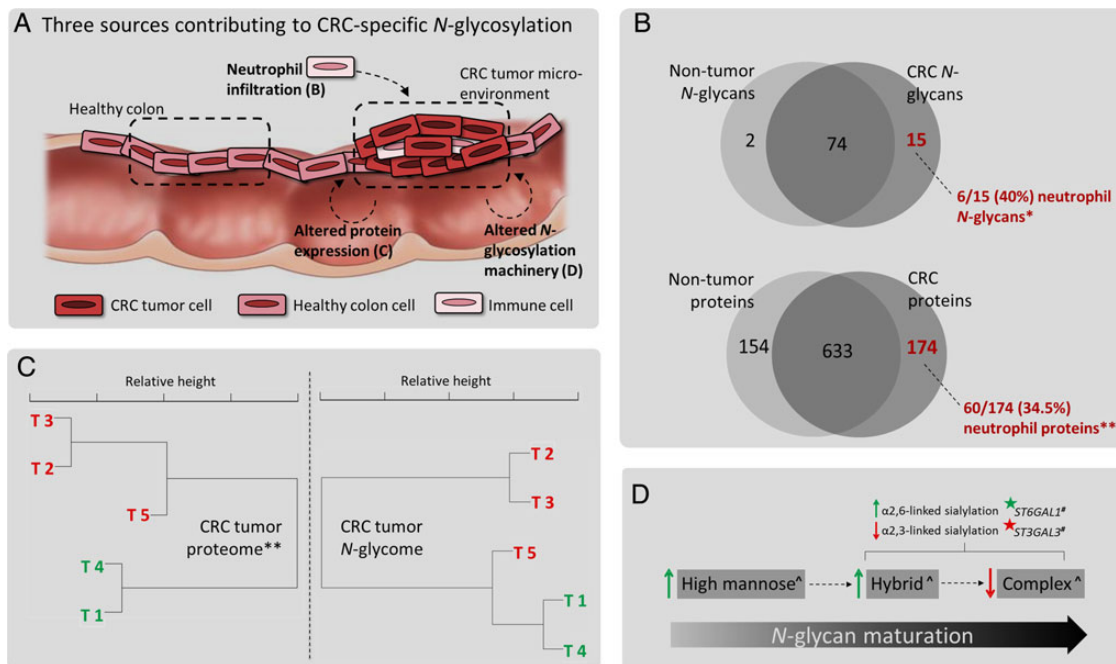 A Three sources contributing to CRC-specific N-glycosylation
Neutrophil
infiltration (B)
CRC tumor micro-
environment
Healthy colon
Altered protein
expression (C)
Altered N-
glycosylation
machinery (D)
CRC tumor cell
Healthy colon cell
Immune cell
B
Non-tumor
N-glycans
CRC N-
glycans
2
74
15
6/15 (40%) neutrophil
N-glycans*
Non-tumor
proteins
CRC
proteins
154
633
174
60/174 (34.5%)
neutrophil proteins**
C
Relative height
Relative height
T 3
T 2
T 5
T 4
T 1
CRC tumor
proteome**
CRC tumor
N-glycome
T 2
T 3
T 5
T 1
T 4
D
α2,6-linked sialylation ST6GAL1#
α2,3-linked sialylation ST3GAL3#
High mannose^
Hybrid ^
Complex ^
N-glycan maturation